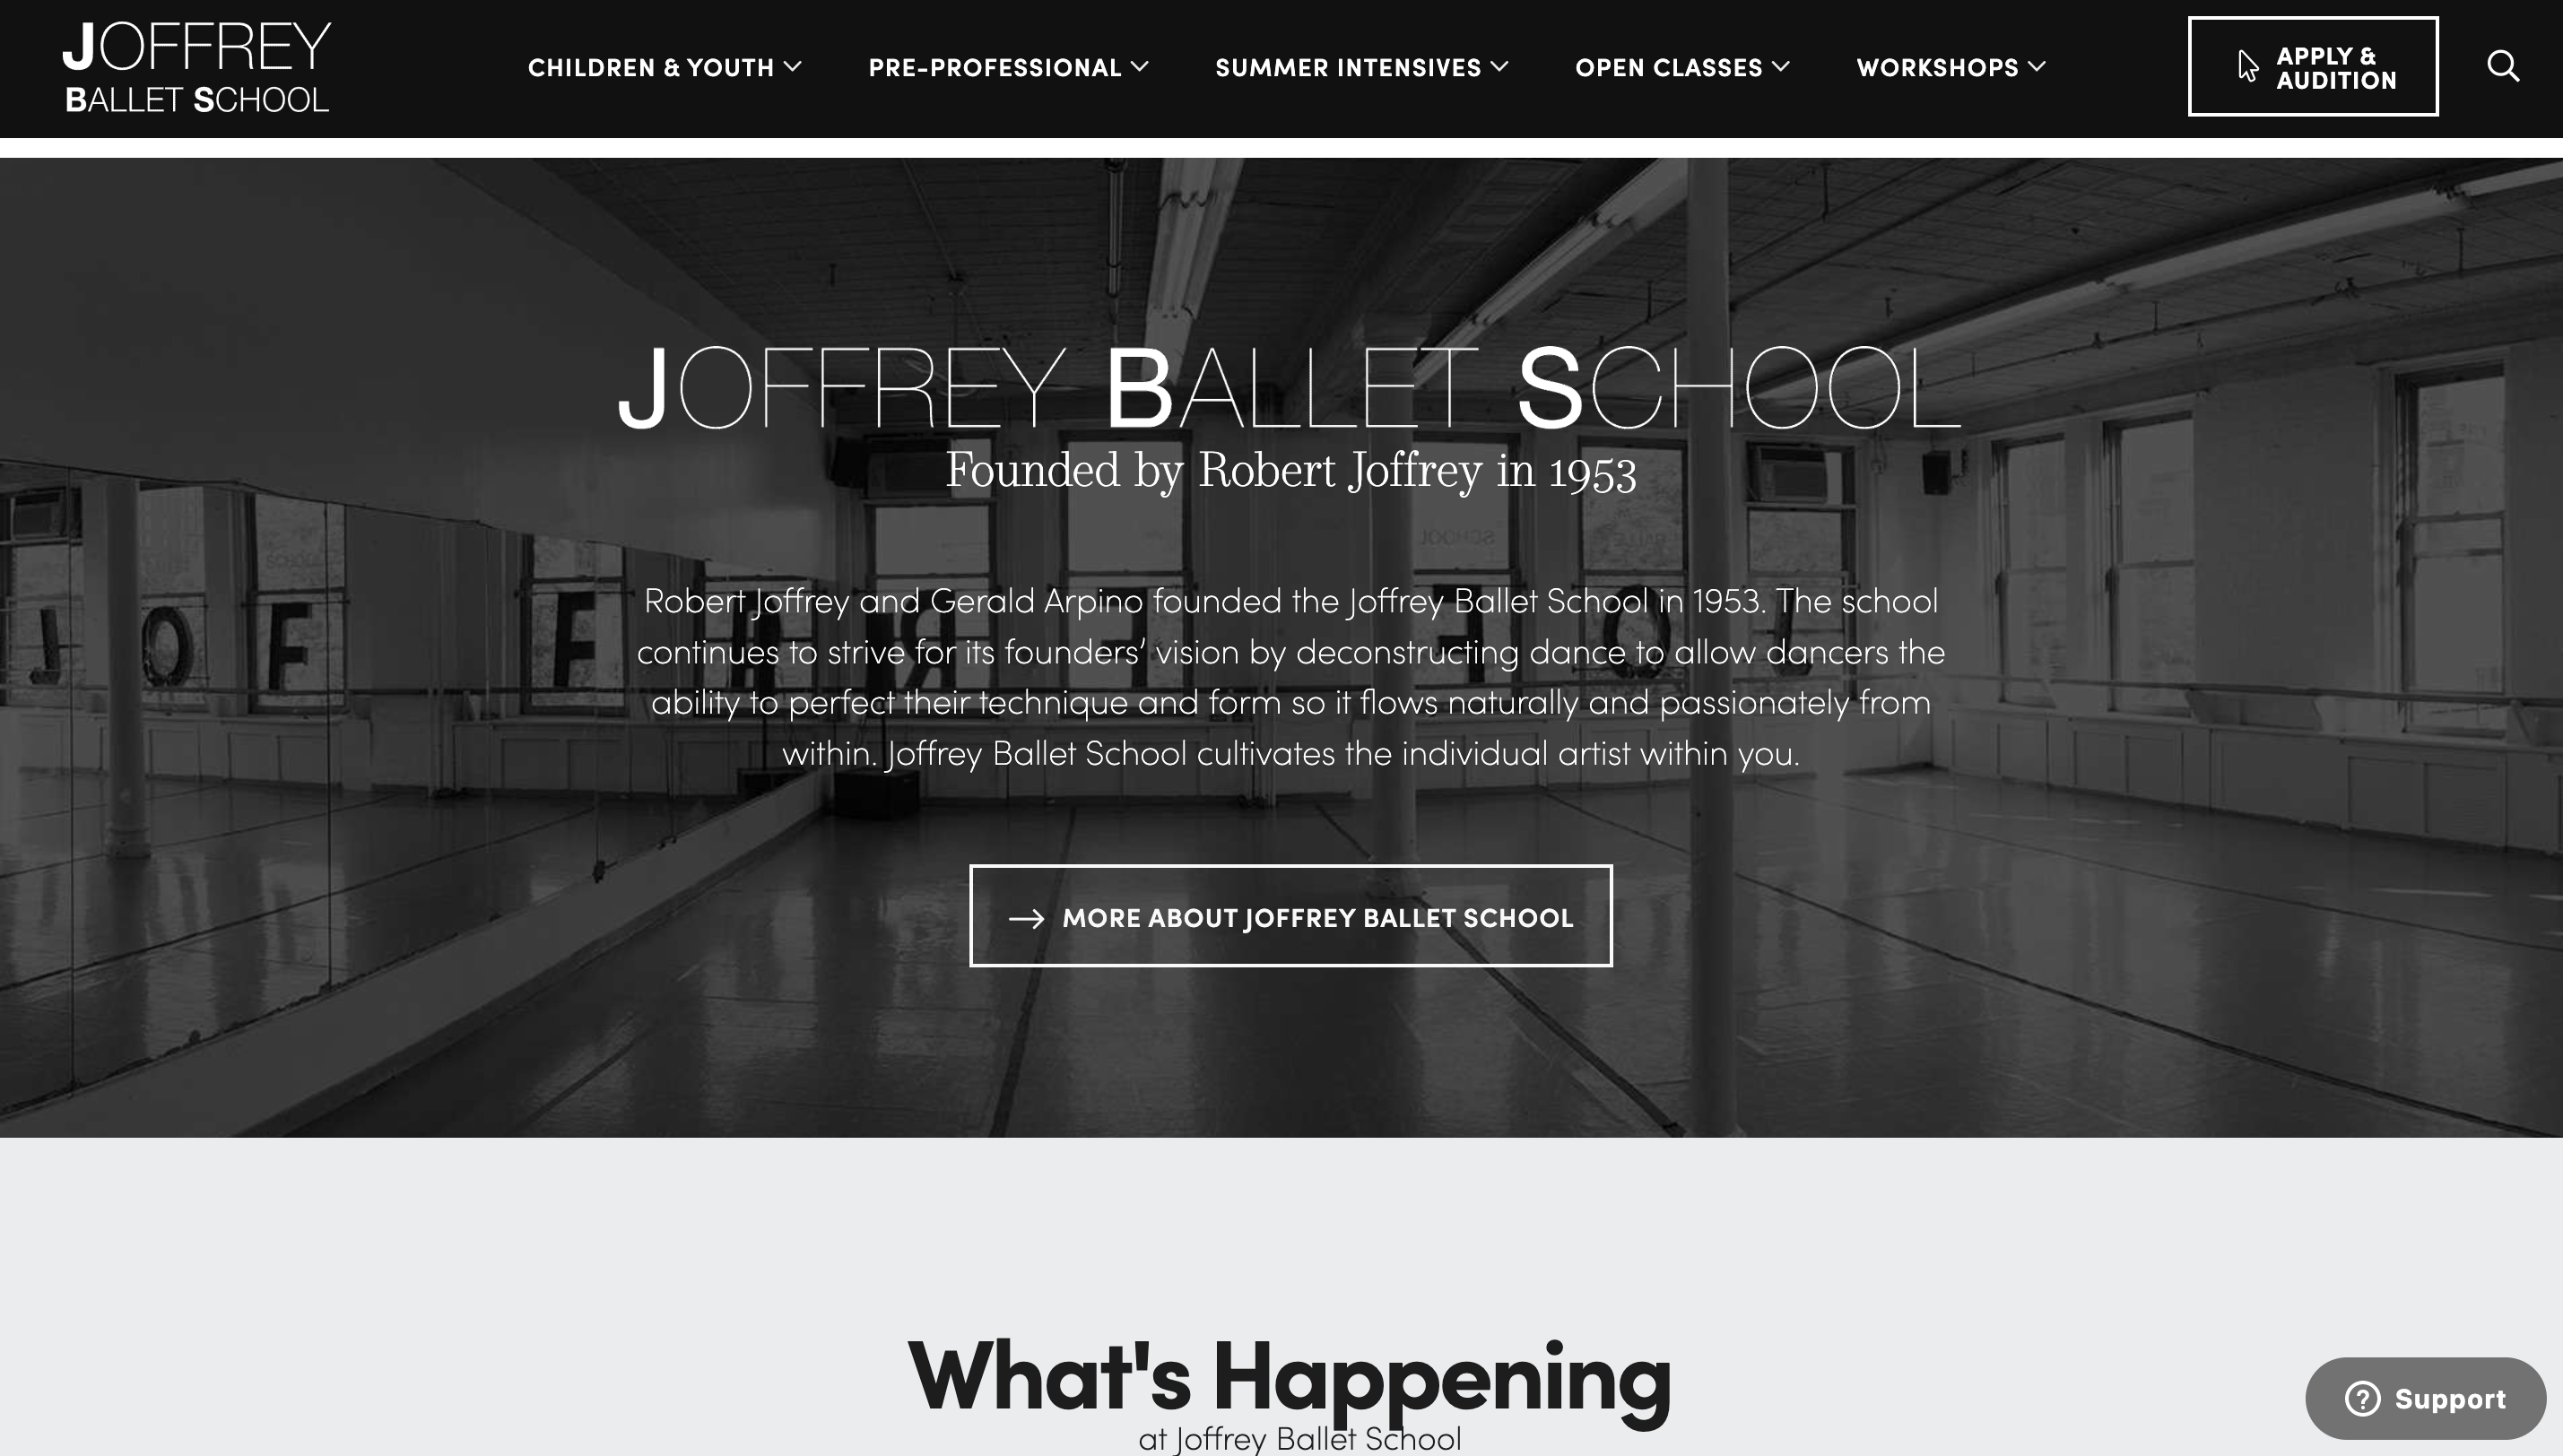 JOFFREY
BALLET SCHOOL
CHILDREN & YOUTH
PRE-PROFESSIONAL
SUMMER INTENSIVES
OPEN CLASSES
WORKSHOPS
APPLY &
AUDITION
JOFFREY BALLET SCHOOL
Founded by Robert Joffrey in 1953
Robert Joffrey and Gerald Arpino founded the Joffrey Ballet School in 1953. The school
continues to strive for its founders’ vision by deconstructing dance to allow dancers the
ability to perfect their technique and form so it flows naturally and passionately from
within. Joffrey Ballet School cultivates the individual artist within you.
J O F F
SCHOOL
→ MORE ABOUT JOFFREY BALLET SCHOOL
What's Happening
at Joffrey Ballet School
Support